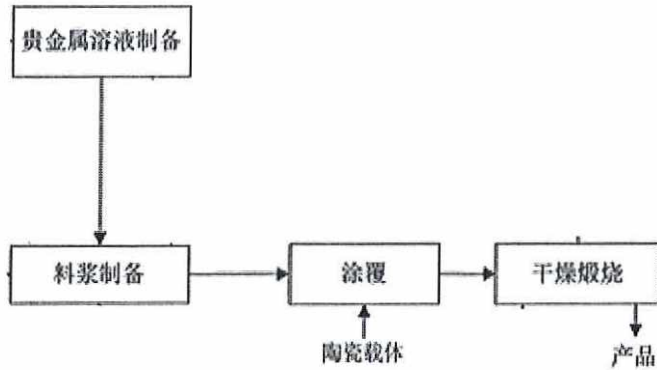 贵金属溶液制备
料浆制备
涂覆
干燥煅烧
陶瓷载体
产品